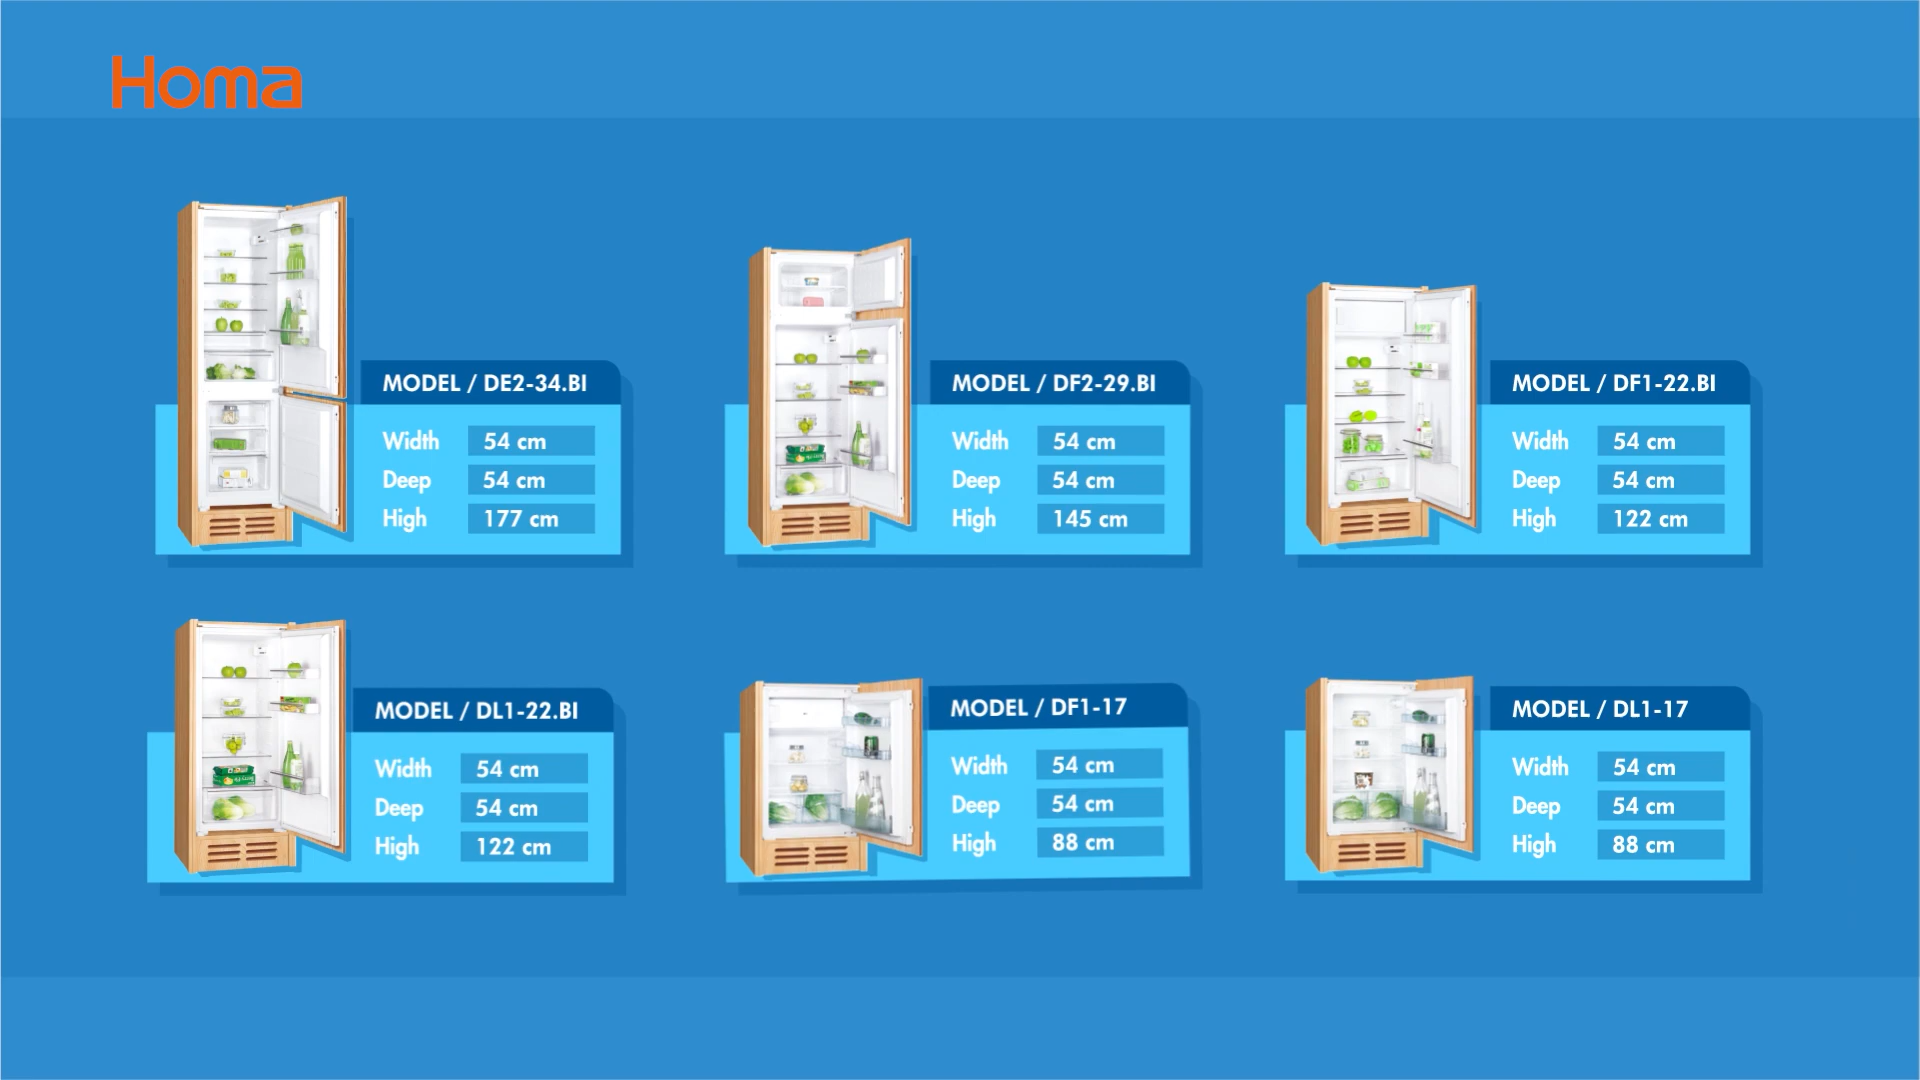 Homa
MODEL / DE2-34.BI
Width 54 cm
Deep 54 cm
High 177 cm
MODEL / DF2-29.BI
Width 54 cm
Deep 54 cm
High 145 cm
MODEL / DF1-22.BI
Width 54 cm
Deep 54 cm
High 122 cm
MODEL / DL1-22.BI
Width 54 cm
Deep 54 cm
High 122 cm
MODEL / DF1-17
Width 54 cm
Deep 54 cm
High 88 cm
MODEL / DL1-17
Width 54 cm
Deep 54 cm
High 88 cm